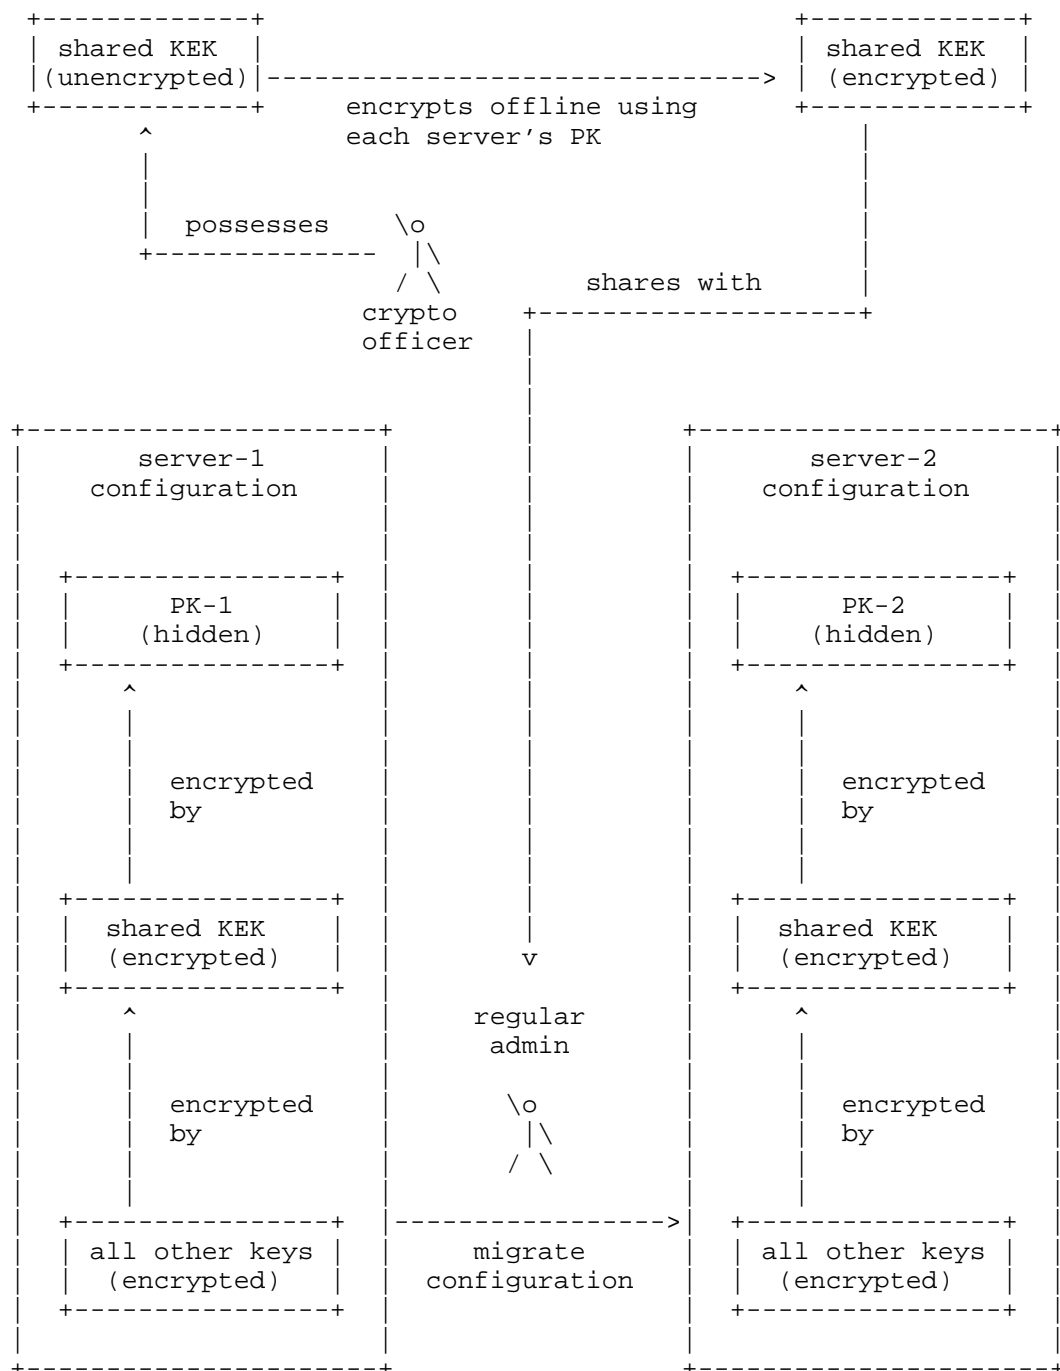 shared KEK
(unencrypted)
shared KEK
(encrypted)
encrypts offline using
each server's PK
possesses
shares with
crypto
officer
server-1
configuration
server-2
configuration
PK-1
(hidden)
PK-2
(hidden)
encrypted
by
encrypted
by
shared KEK
(encrypted)
shared KEK
(encrypted)
regular
admin
encrypted
by
encrypted
by
all other keys
(encrypted)
migrate
configuration
all other keys
(encrypted)